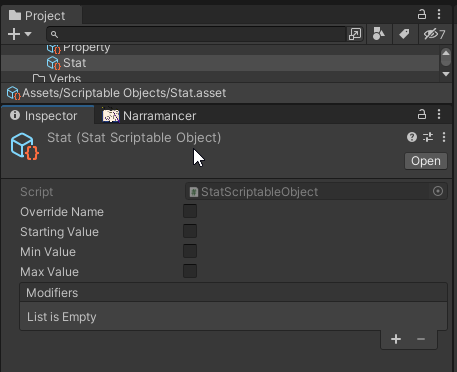 Project
7
Property
Stat
Verbs
Assets/Scriptable Objects/Stat.asset
Inspector
Narramancer
Stat (Stat Scriptable Object)
Open
Script
StatScriptableObject
Override Name
Starting Value
Min Value
Max Value
Modifiers
List is Empty